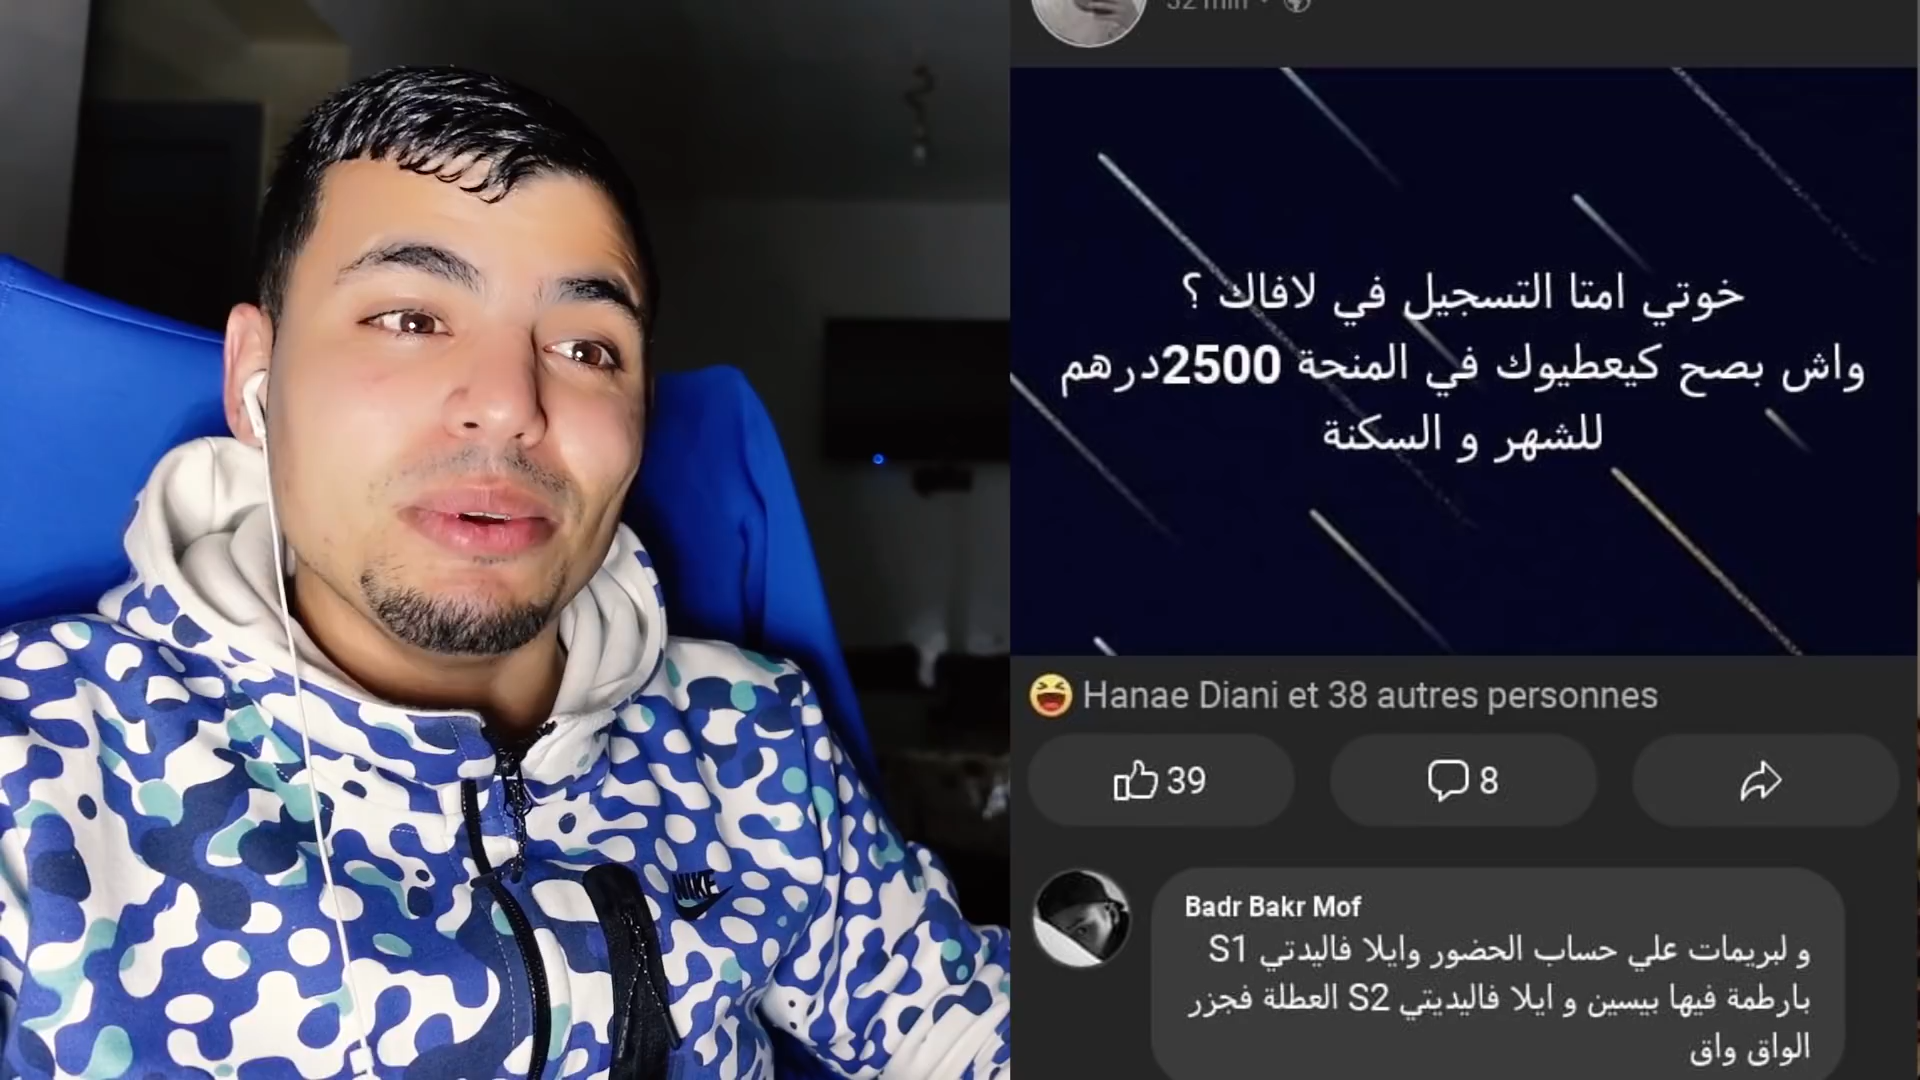 32 min
خوتي امتا التسجيل في لافاك ؟
واش بصح كيعطيوك في المنحة 2500درهم
للشهر و السكنة
Hanae Diani et 38 autres personnes
39
8
Badr Bakr Mof
و لبريمات علي حساب الحضور وايلا فاليدتي S1
بارطمة فيها بيسين و ايلا فاليديتي S2 العطلة فجزر
الواق واق
NIKE